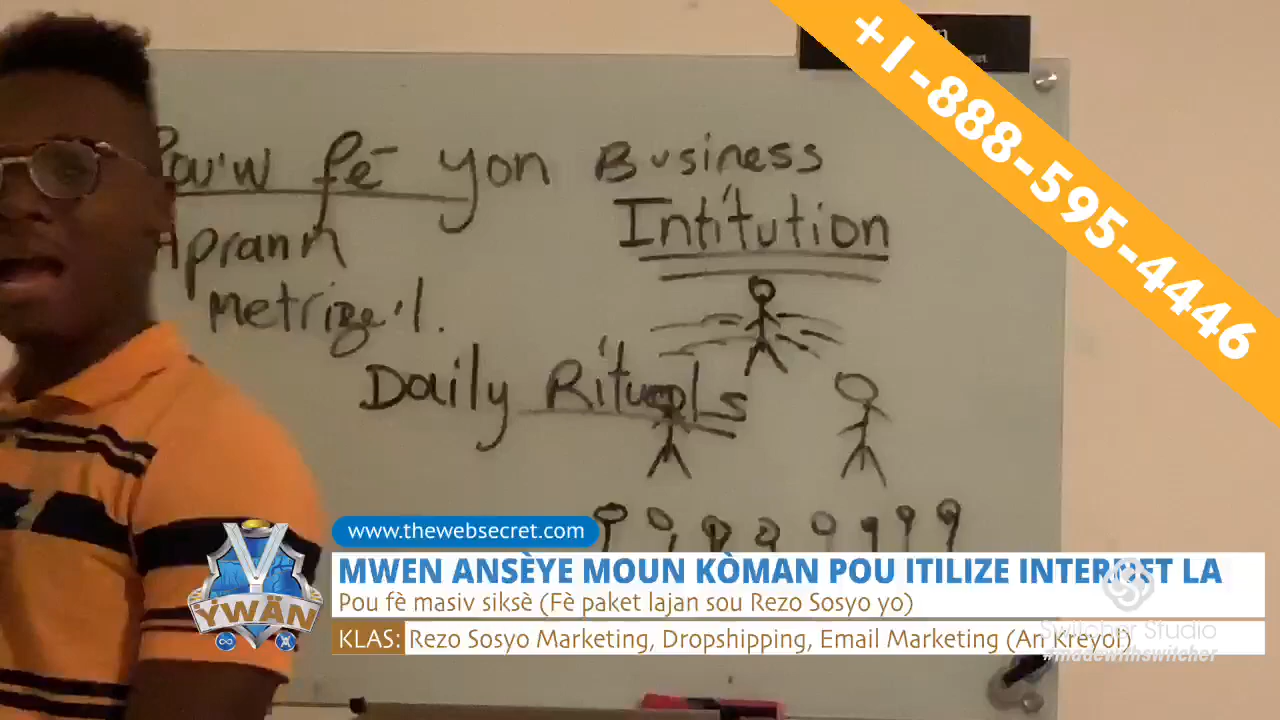 +1-888-595-4446
Pou'w fè yon Business
Intitution
Aprann
metrize'l.
Daily Rituals
www.thewebsecret.com
MWEN ANSÈYE MOUN KÒMAN POU ITILIZE INTERNET LA
Pou fè masiv siksè (Fè paket lajan sou Rezo Sosyo yo)
KLAS: Rezo Sosyo Marketing, Dropshipping, Email Marketing (An Kreyol)
YWÄN
Switcher Studio
#madewithswitcher